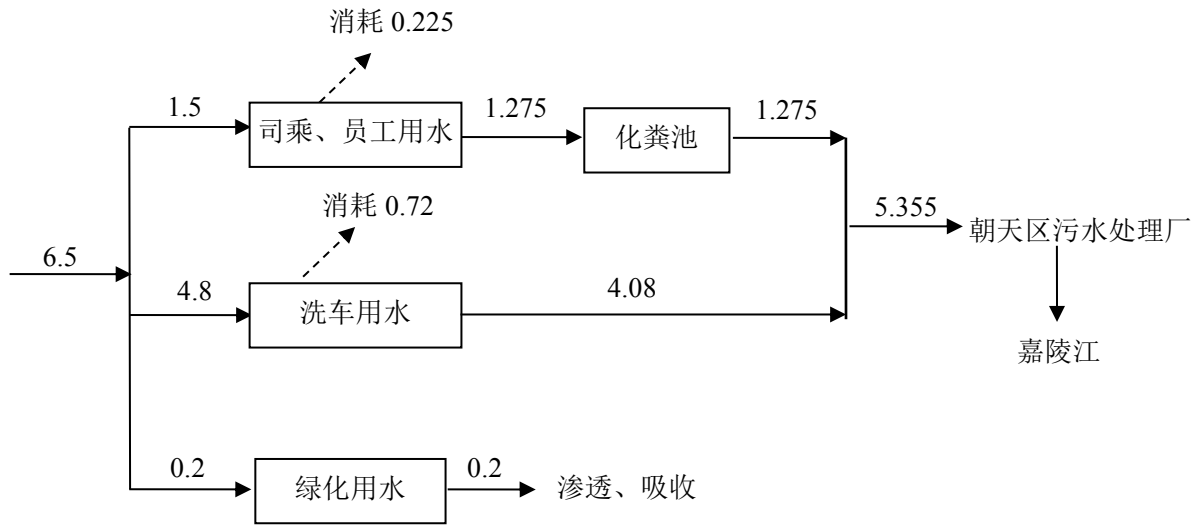 消耗 0.225
1.5
司乘、员工用水
1.275
化粪池
1.275
消耗 0.72
5.355
朝天区污水处理厂
6.5
4.8
洗车用水
4.08
嘉陵江
0.2
绿化用水
0.2
渗透、吸收